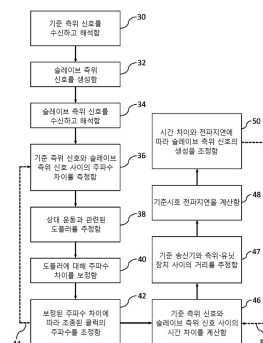 30
기준 측위 신호를
수신하고 해석함
32
슬레이브 측위
신호를 생성함
34
슬레이브 측위 신호를
수신하고 해석함
36
기준 측위 신호와 슬레이브
측위 신호 사이의 주파수
차이를 측정함
38
상대 운동과 관련된
도플러를 추정함
40
도플러에 대해 주파수
차이를 보정함
42
보정된 주파수 차이에
따라 조종된 클럭의
주파수를 조정함
44
50
시간 차이와 전파지연에
따라 슬레이브 신호의
생성을 조정함
48
기준시호 전파지연을 계산함
47
기준 송신기와 측위-유닛
장치 사이의 거리를 추정함
46
기준 신호와
슬레이브 측위 신호 사이의
시간 차이를 계산함